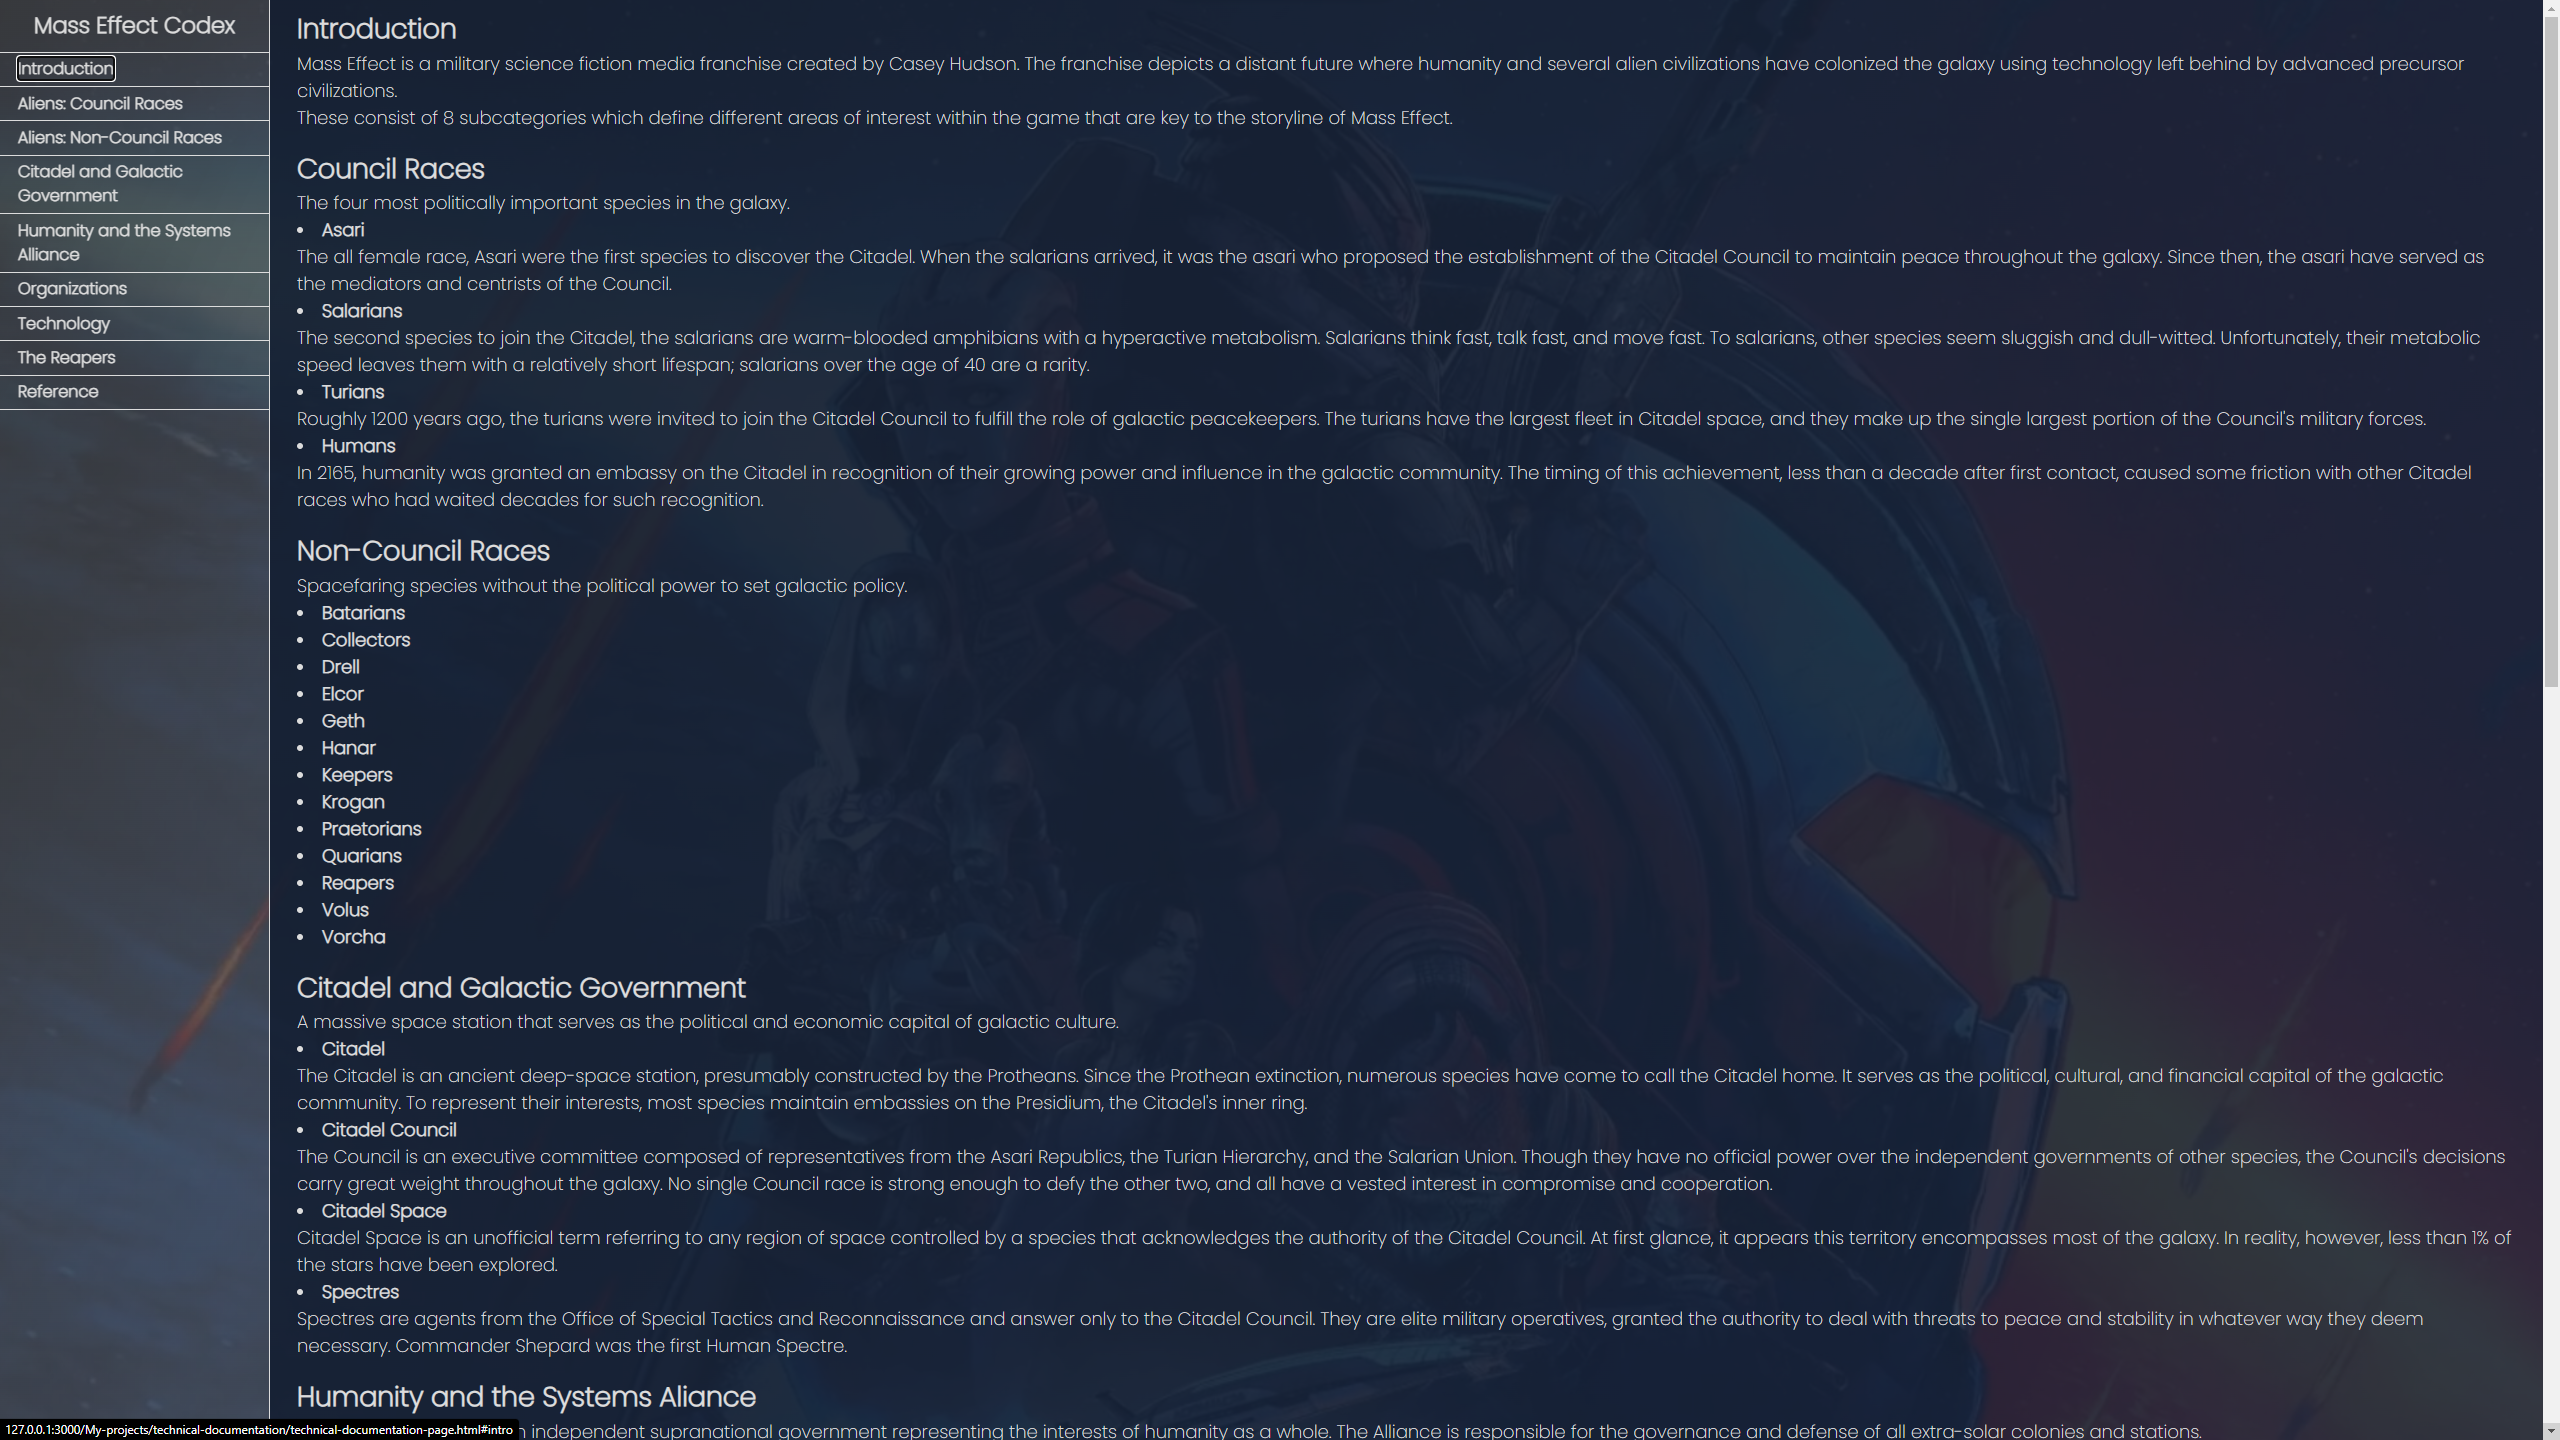 Mass Effect Codex
Introduction
Aliens: Council Races
Aliens: Non-Council Races
Citadel and Galactic
Government
Humanity and the Systems
Alliance
Organizations
Technology
The Reapers
Reference
Introduction
Mass Effect is a military science fiction media franchise created by Casey Hudson. The franchise depicts a distant future where humanity and several alien civilizations have colonized the galaxy using technology left behind by advanced precursor
civilizations.
These consist of 8 subcategories which define different areas of interest within the game that are key to the storyline of Mass Effect.
Council Races
The four most politically important species in the galaxy.
• Asari
The all female race, Asari were the first species to discover the Citadel. When the salarians arrived, it was the asari who proposed the establishment of the Citadel Council to maintain peace throughout the galaxy. Since then, the asari have served as
the mediators and centrists of the Council.
• Salarians
The second species to join the Citadel, the salarians are warm-blooded amphibians with a hyperactive metabolism. Salarians think fast, talk fast, and move fast. To salarians, other species seem sluggish and dull-witted. Unfortunately, their metabolic
speed leaves them with a relatively short lifespan; salarians over the age of 40 are a rarity.
• Turians
Roughly 1200 years ago, the turians were invited to join the Citadel Council to fulfill the role of galactic peacekeepers. The turians have the largest fleet in Citadel space, and they make up the single largest portion of the Council's military forces.
• Humans
In 2165, humanity was granted an embassy on the Citadel in recognition of their growing power and influence in the galactic community. The timing of this achievement, less than a decade after first contact, caused some friction with other Citadel
races who had waited decades for such recognition.
Non-Council Races
Spacefaring species without the political power to set galactic policy.
• Batarians
• Collectors
• Drell
• Elcor
• Geth
• Hanar
• Keepers
• Krogan
• Praetorians
• Quarians
• Reapers
• Volus
• Vorcha
Citadel and Galactic Government
A massive space station that serves as the political and economic capital of galactic culture.
• Citadel
The Citadel is an ancient deep-space station, presumably constructed by the Protheans. Since the Prothean extinction, numerous species have come to call the Citadel home. It serves as the political, cultural, and financial capital of the galactic
community. To represent their interests, most species maintain embassies on the Presidium, the Citadel's inner ring.
• Citadel Council
The Council is an executive committee composed of representatives from the Asari Republics, the Turian Hierarchy, and the Salarian Union. Though they have no official power over the independent governments of other species, the Council's decisions
carry great weight throughout the galaxy. No single Council race is strong enough to defy the other two, and all have a vested interest in compromise and cooperation.
• Citadel Space
Citadel Space is an unofficial term referring to any region of space controlled by a species that acknowledges the authority of the Citadel Council. At first glance, it appears this territory encompasses most of the galaxy. In reality, however, less than 1% of
the stars have been explored.
• Spectres
Spectres are agents from the Office of Special Tactics and Reconnaissance and answer only to the Citadel Council. They are elite military operatives, granted the authority to deal with threats to peace and stability in whatever way they deem
necessary. Commander Shepard was the first Human Spectre.
Humanity and the Systems Aliance
independent supranational government representing the interests of humanity as a whole. The Alliance is responsible for the governance and defense of all extra-solar colonies and stations.
127.0.0.1:3000/My-projects/technical-documentation/technical-documentation-page.html#intro